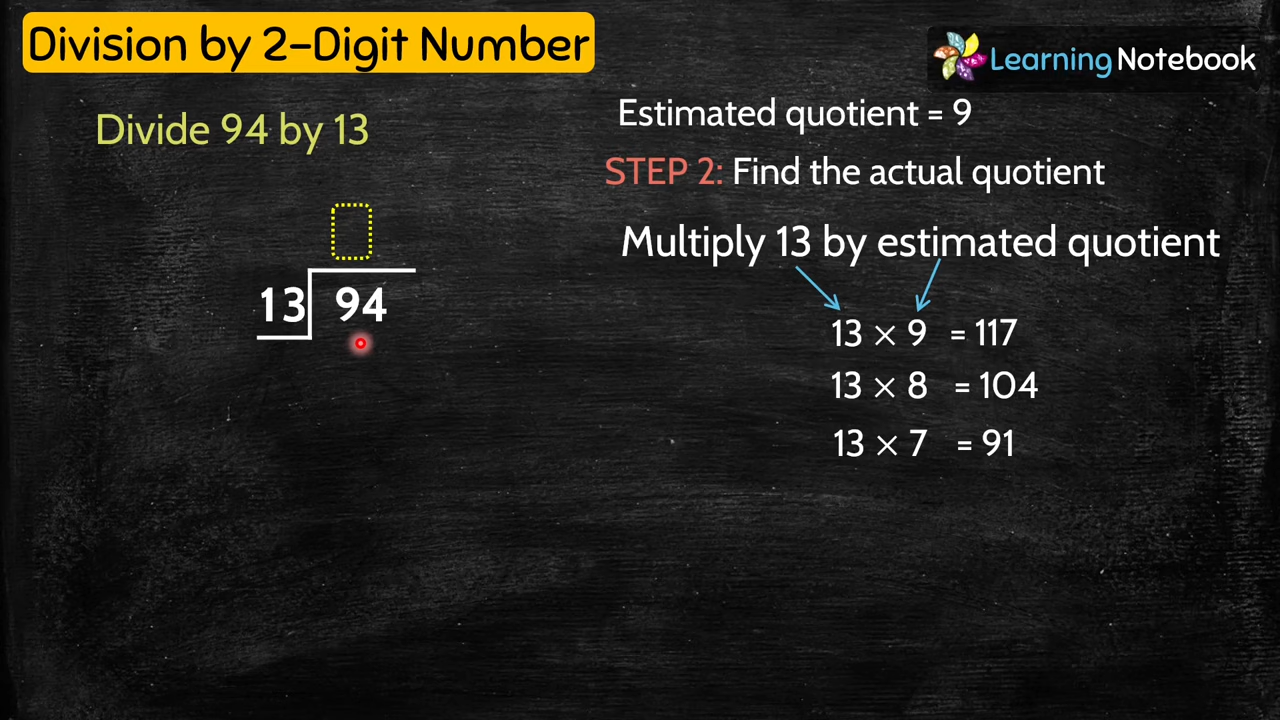 Division by 2-Digit Number
Learning Notebook
Divide 94 by 13
13 94
Estimated quotient = 9
STEP 2: Find the actual quotient
Multiply 13 by estimated quotient
13 × 9 = 117
13 × 8 = 104
13 × 7 = 91